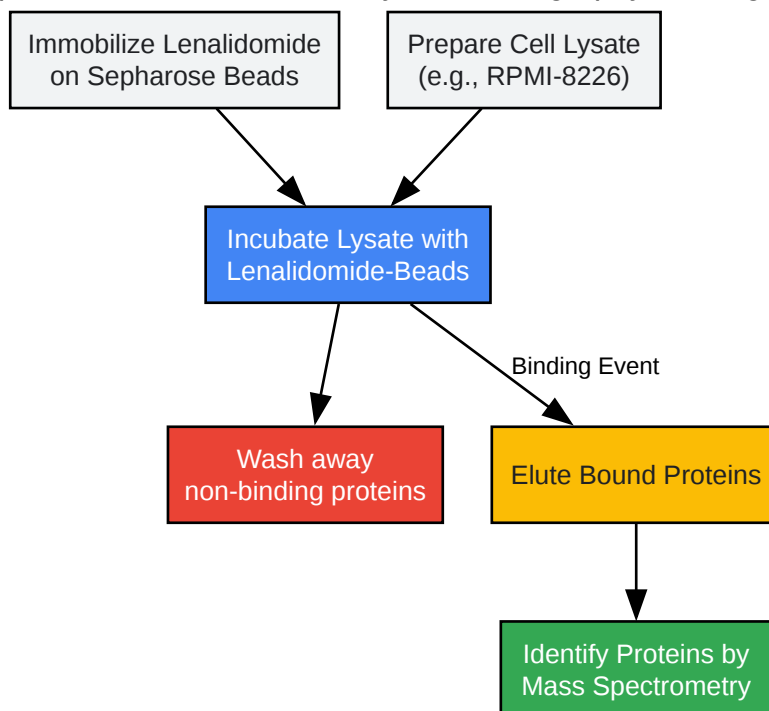 Immobilize Lenalidomide
on Sepharose Beads
Prepare Cell Lysate
(e.g., RPMI-8226)
Incubate Lysate with
Lenalidomide-Beads
Binding Event
Wash away
non-binding proteins
Elute Bound Proteins
Identify Proteins by
Mass Spectrometry